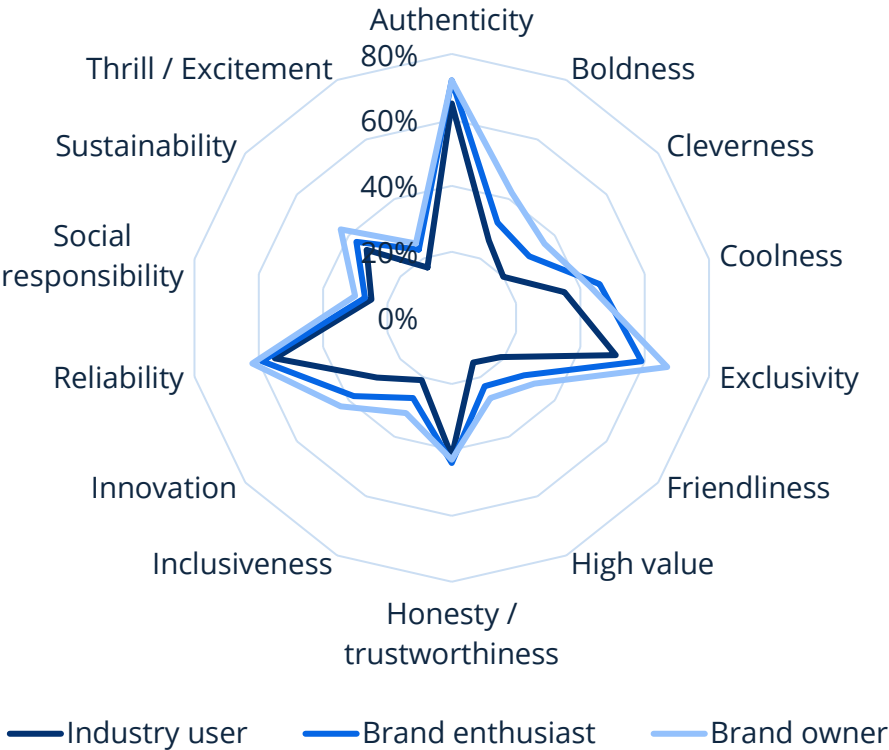 Authenticity
80%
Thrill / Excitement
Boldness
60%
Sustainability
Cleverness
40%
Social
responsibility
20%
Coolness
0%
Reliability
Exclusivity
Innovation
Friendliness
Inclusiveness
High value
Honesty /
trustworthiness
Industry user
Brand enthusiast
Brand owner